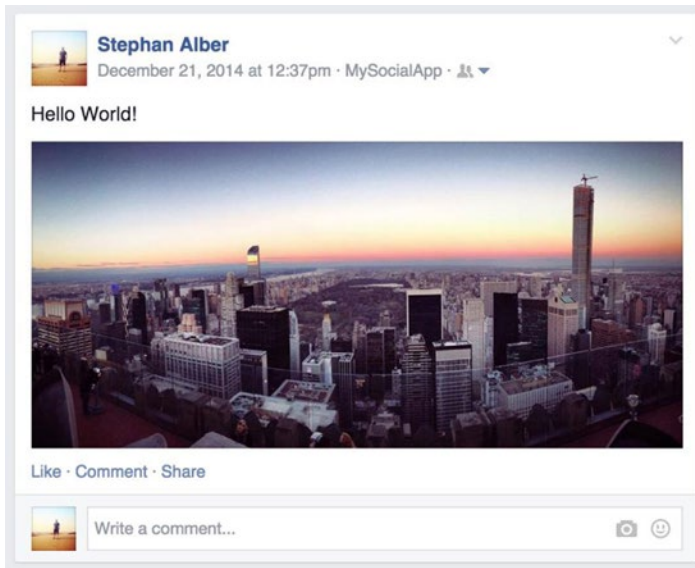 Stephan Alber
December 21, 2014 at 12:37pm · MySocialApp ·
Hello World!
Like · Comment · Share
Write a comment...